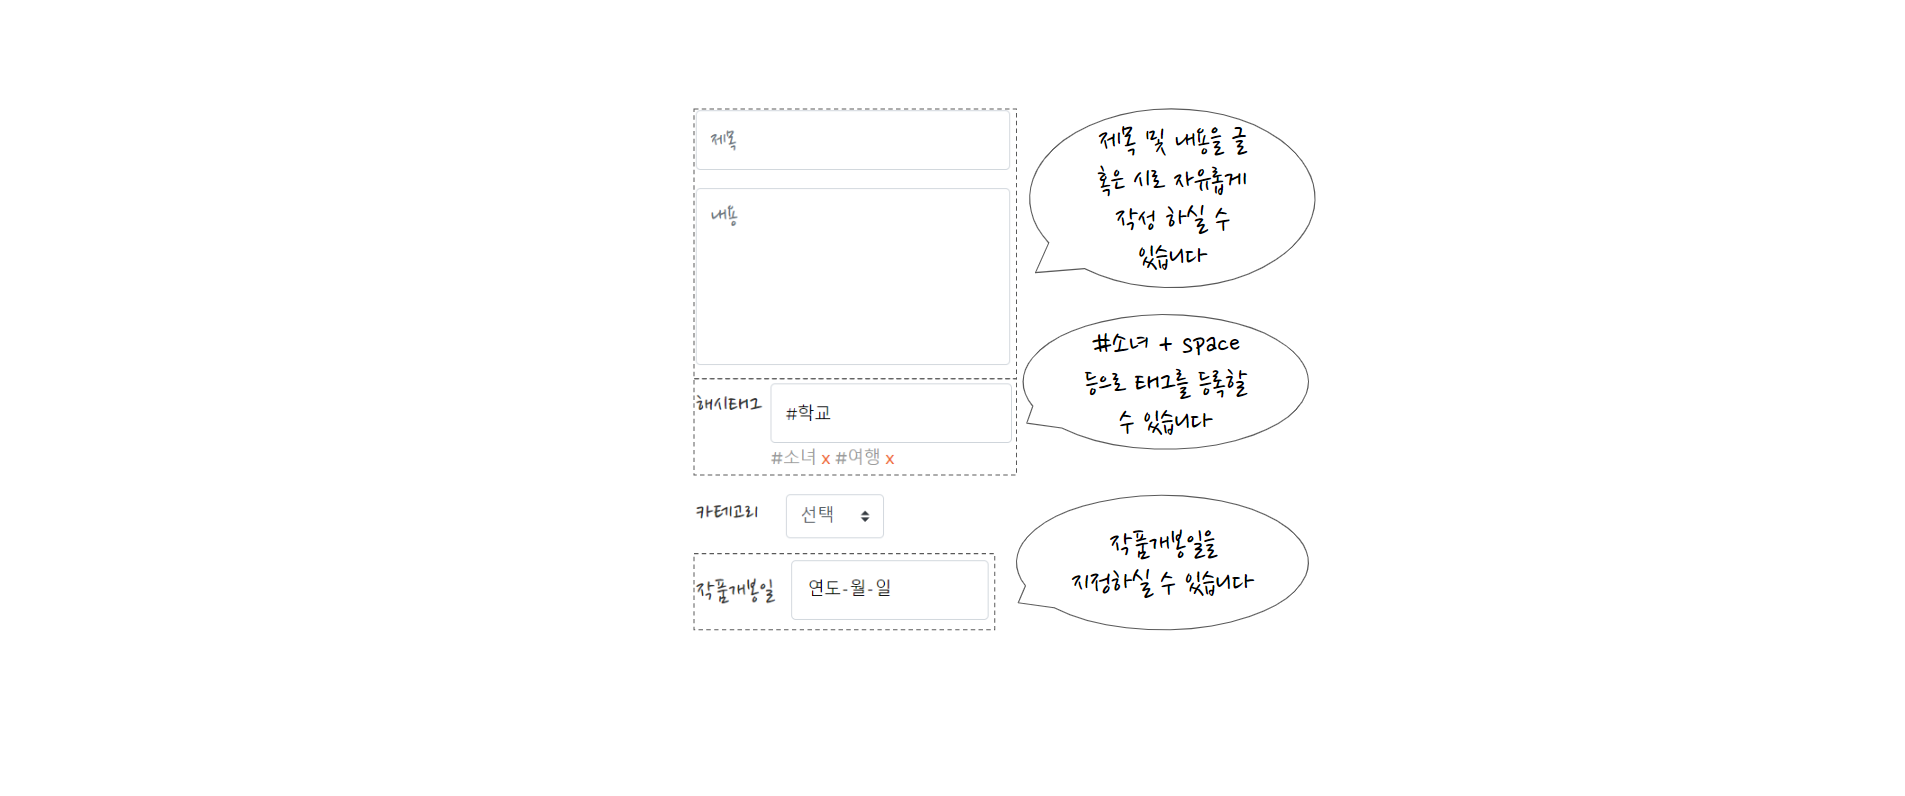 제목
내용
해시태그
#학교
#소녀 x #여행 x
카테고리
선택
작품개봉일
연도-월-일
제목 및 내용을 글
혹은 시로 자유롭게
작성 하실 수
있습니다
#소녀 + space
등으로 태그를 등록할
수 있습니다
작품개봉일을
지정하실 수 있습니다